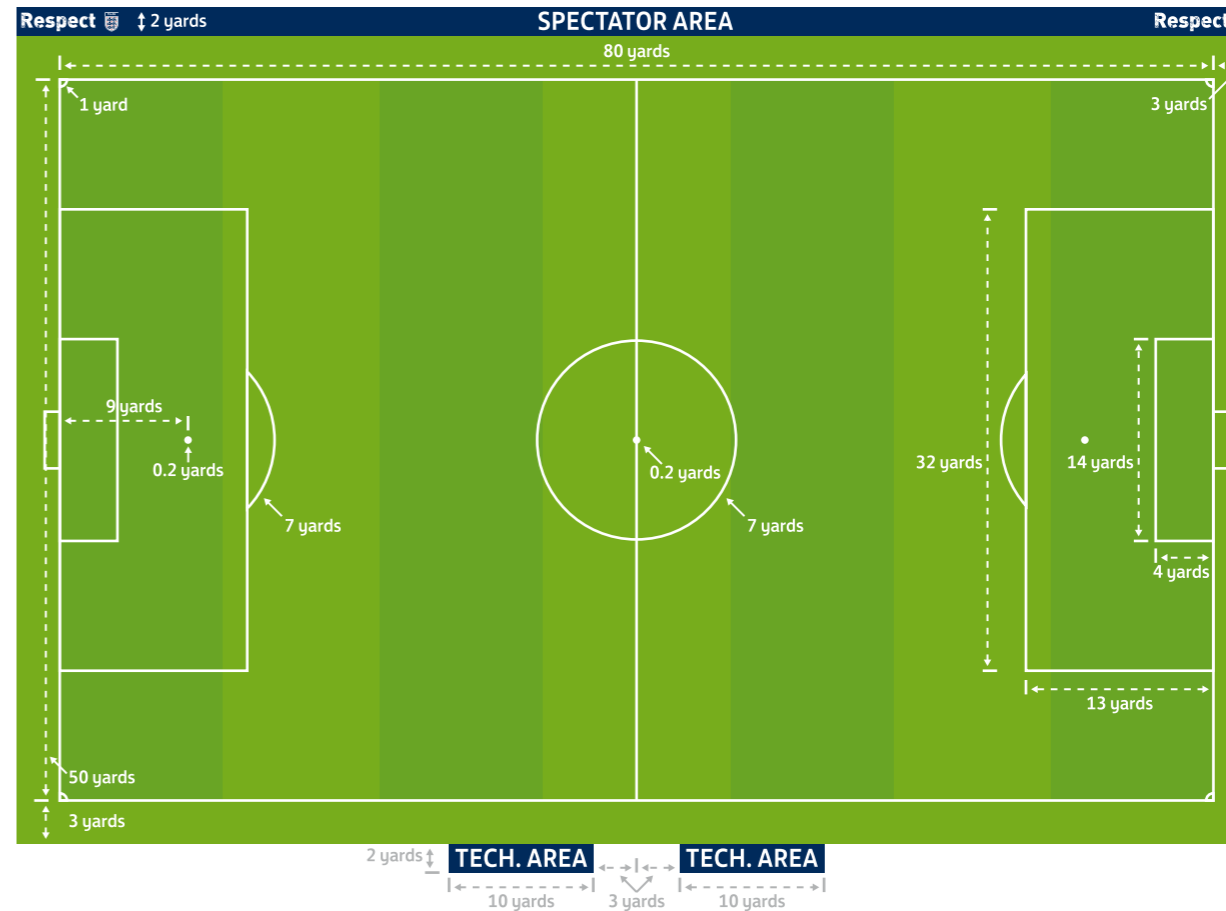 Respect 2 yards SPECTATOR AREA Respect
80 yards
1 yard 3 yards
9 yards
0.2 yards 0.2 yards 32 yards 14 yards
7 yards 7 yards
4 yards
13 yards
50 yards
3 yards
2 yards TECH. AREA TECH. AREA
10 yards 3 yards 10 yards